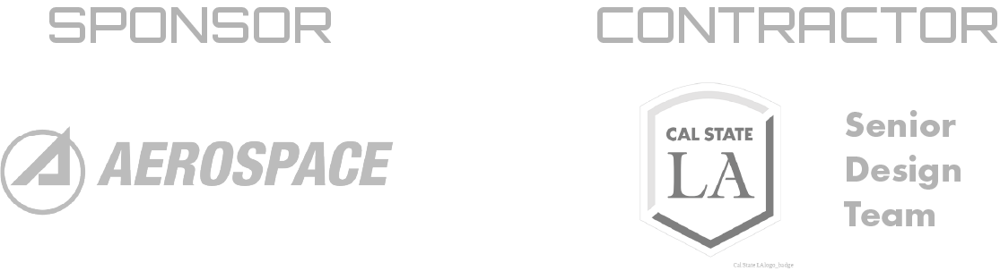 SPONSOR
CONTRACTOR
AEROSPACE
CAL STATE
LA
Senior
Design
Team
Cal State LA logo_badge